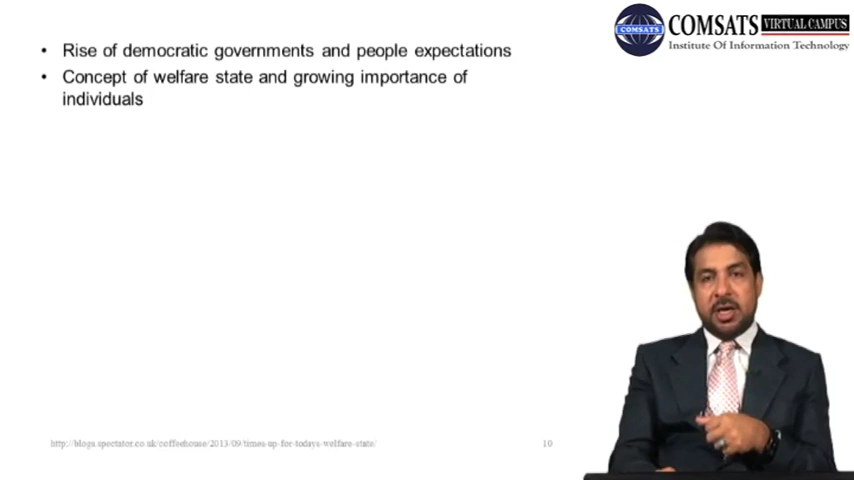 COMSATS VIRTUAL CAMPUS
COMSATS
Institute Of Information Technology
• Rise of democratic governments and people expectations
• Concept of welfare state and growing importance of
individuals
http://blogs.spectator.co.uk/coffeehouse/2013/09/times-up-for-todays-welfare-state/
10